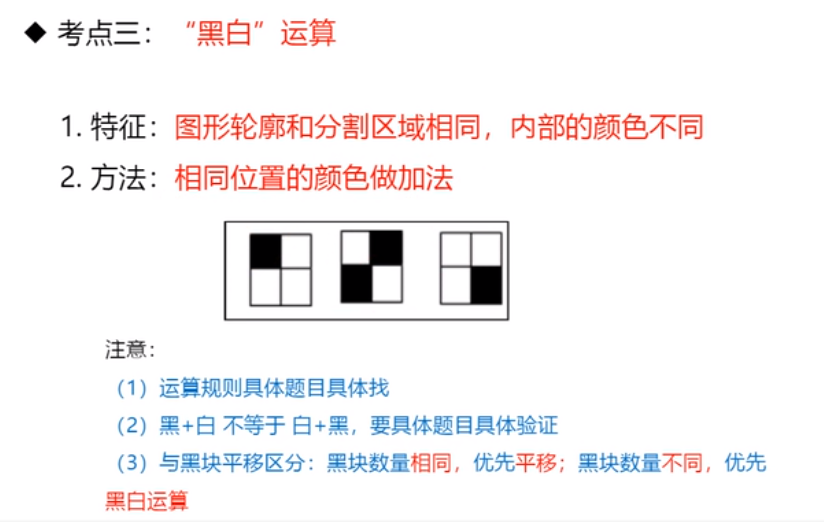 ◆ 考点三：“黑白”运算
1. 特征：图形轮廓和分割区域相同，内部的颜色不同
2. 方法：相同位置的颜色做加法
注意：
（1）运算规则具体题目具体找
（2）黑+白 不等于 白+黑，要具体题目具体验证
（3）与黑块平移区分：黑块数量相同，优先平移；黑块数量不同，优先
黑白运算